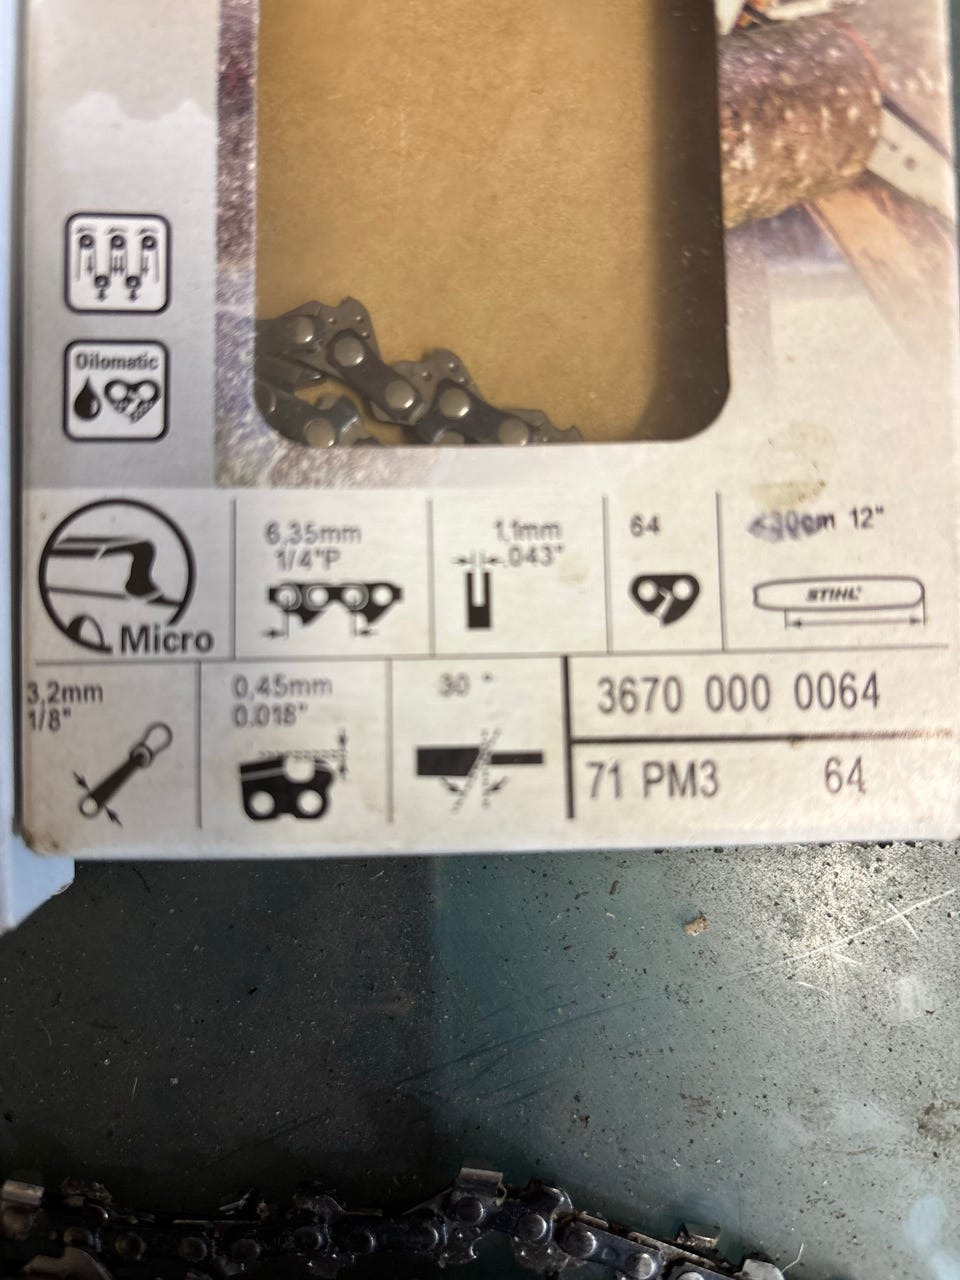 Oilomatic
6,35mm
1/4"P
1,1mm
.043"
64
12"
STIHL
Micro
3,2mm
1/8"
0,45mm
0.018"
30 °
3670 000 0064
71 PM3 64